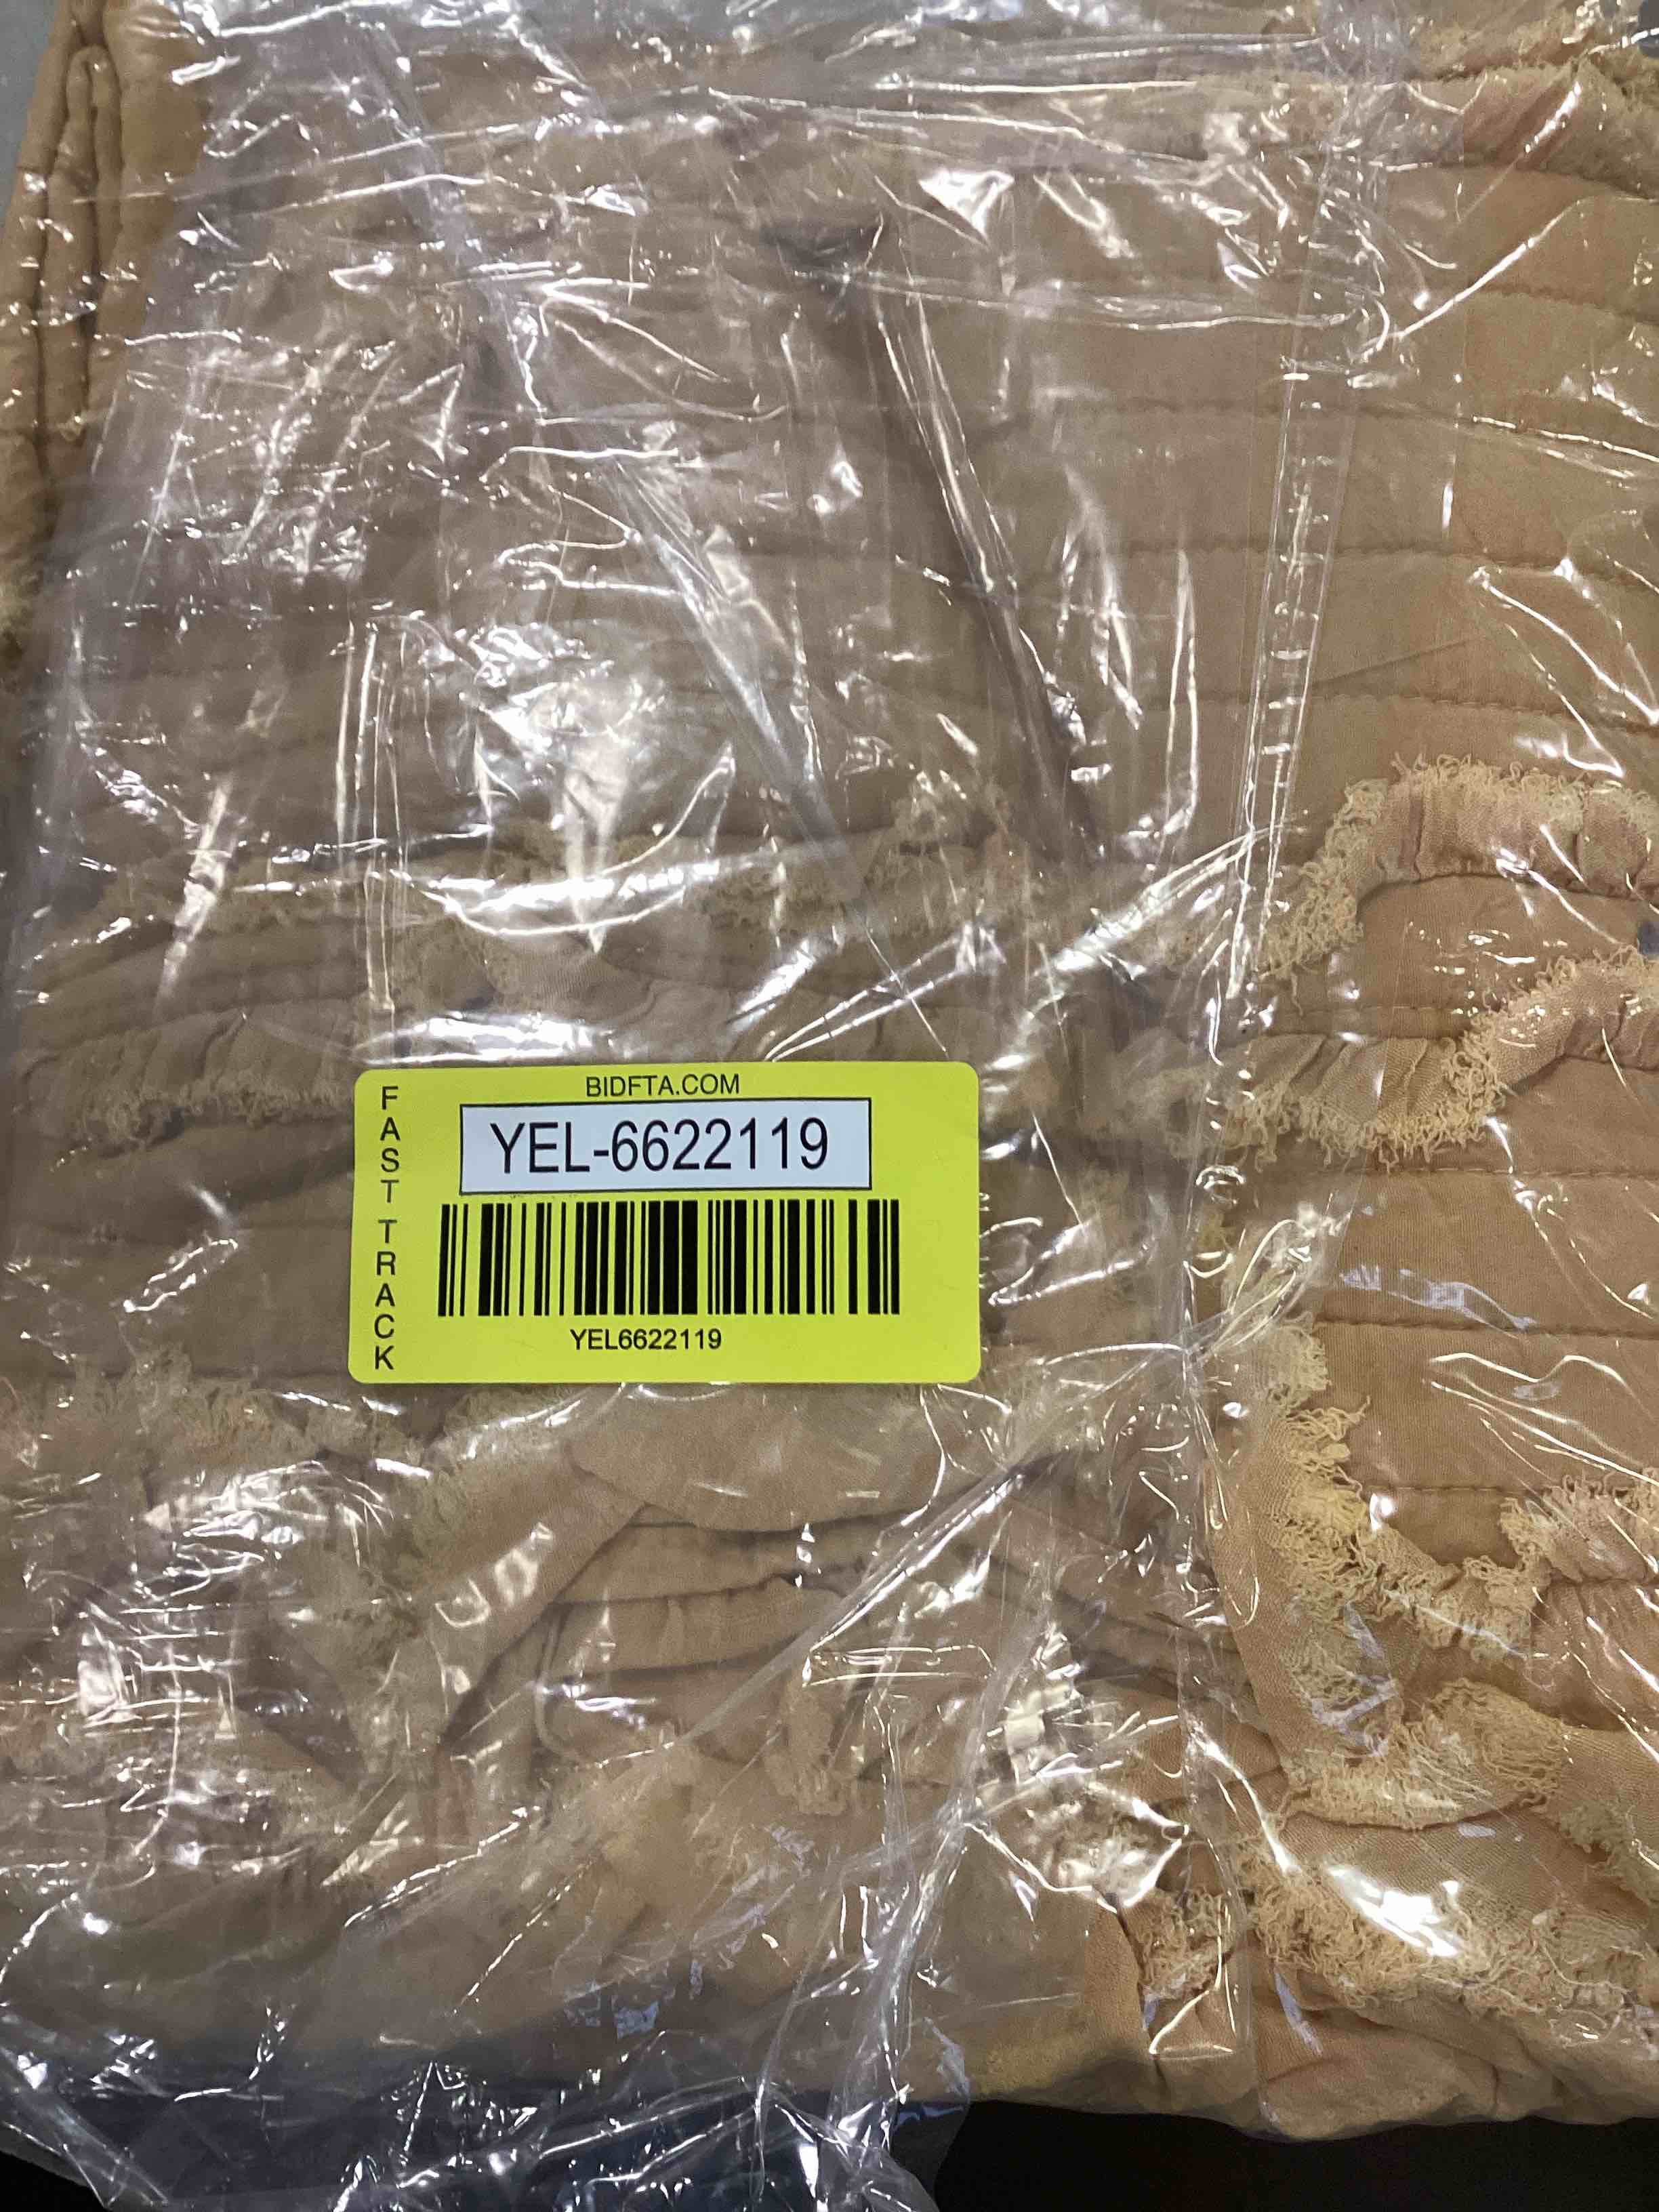 BIDFTA.COM
YEL-6622119
FAST TRACK
YEL6622119